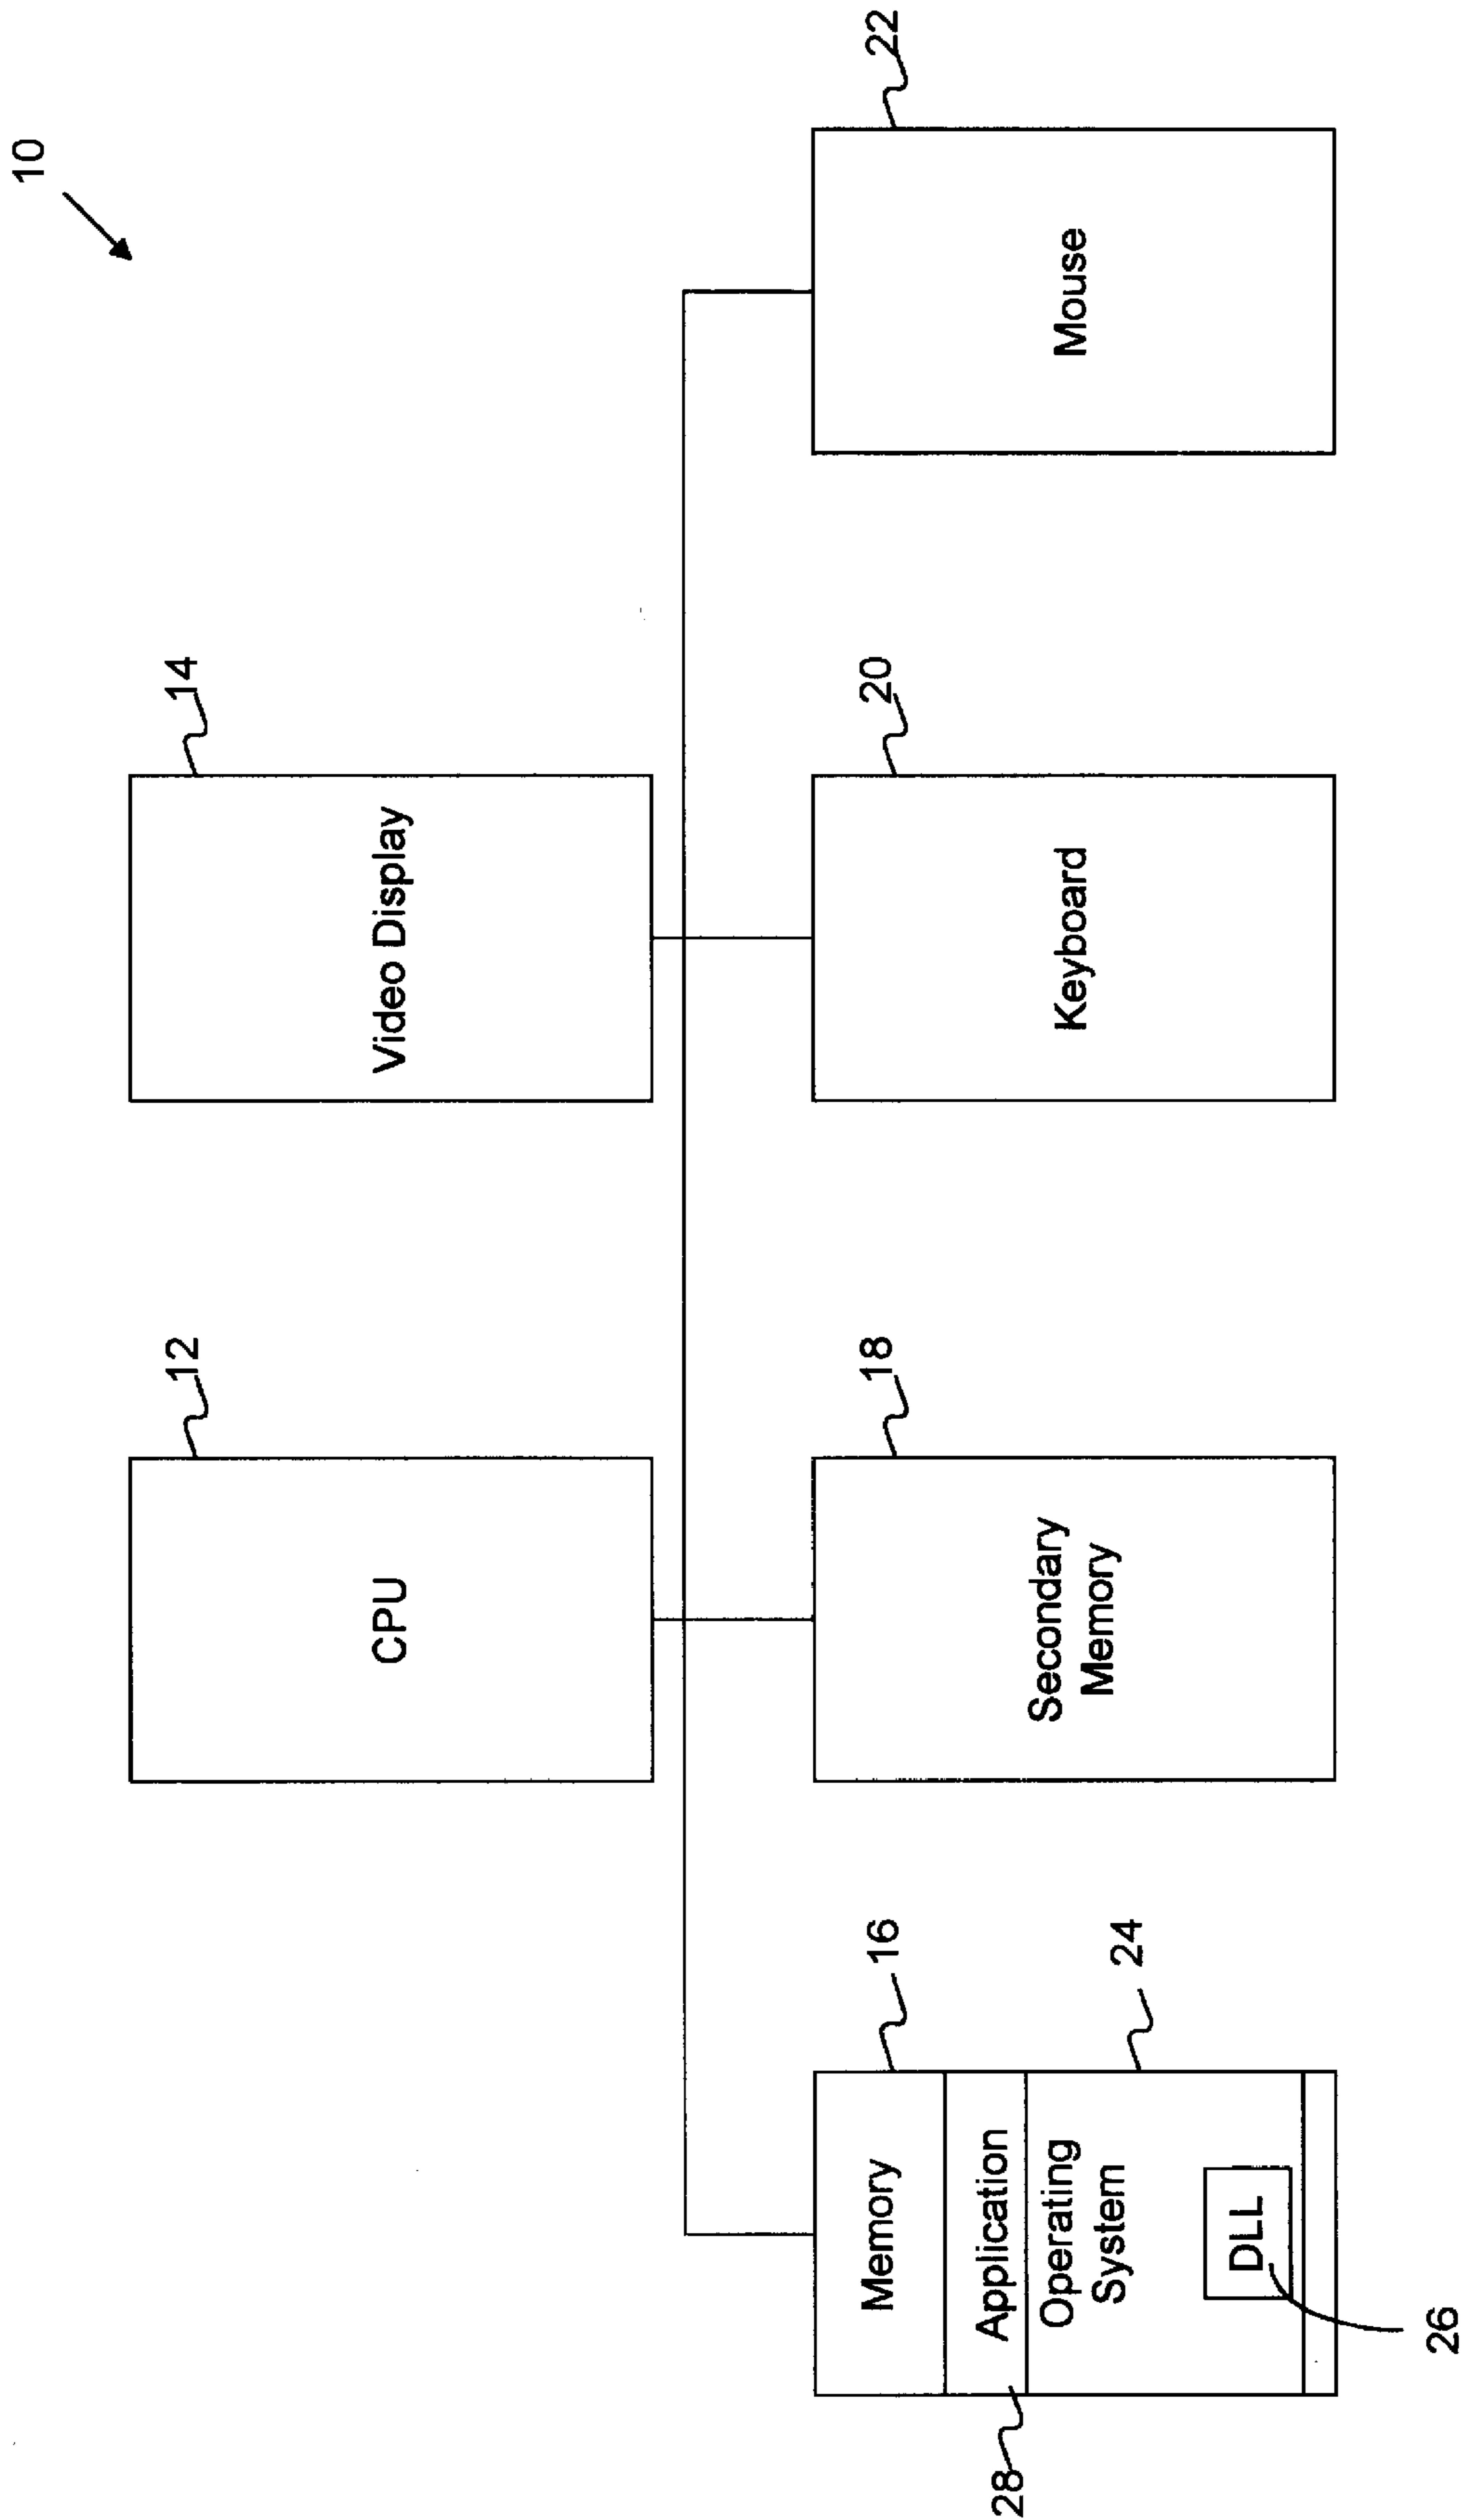 10
12
CPU
14
Video Display
16
Memory
28
Application
Operating
System
24
DLL
26
18
Secondary
Memory
20
Keyboard
22
Mouse